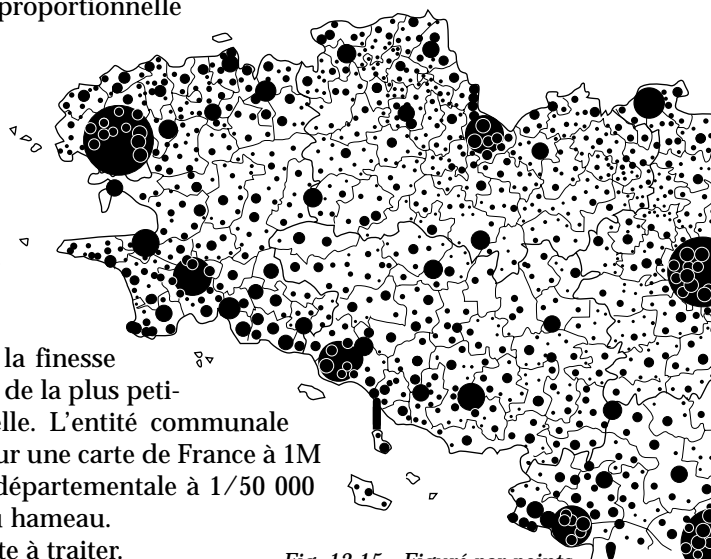 proportionnelle
la finesse
de la plus peti-
elle. L'entité communale
ur une carte de France à 1M
départementale à 1/50 000
u hameau.
te à traiter.
Fig. 12.15 - Figuré par points